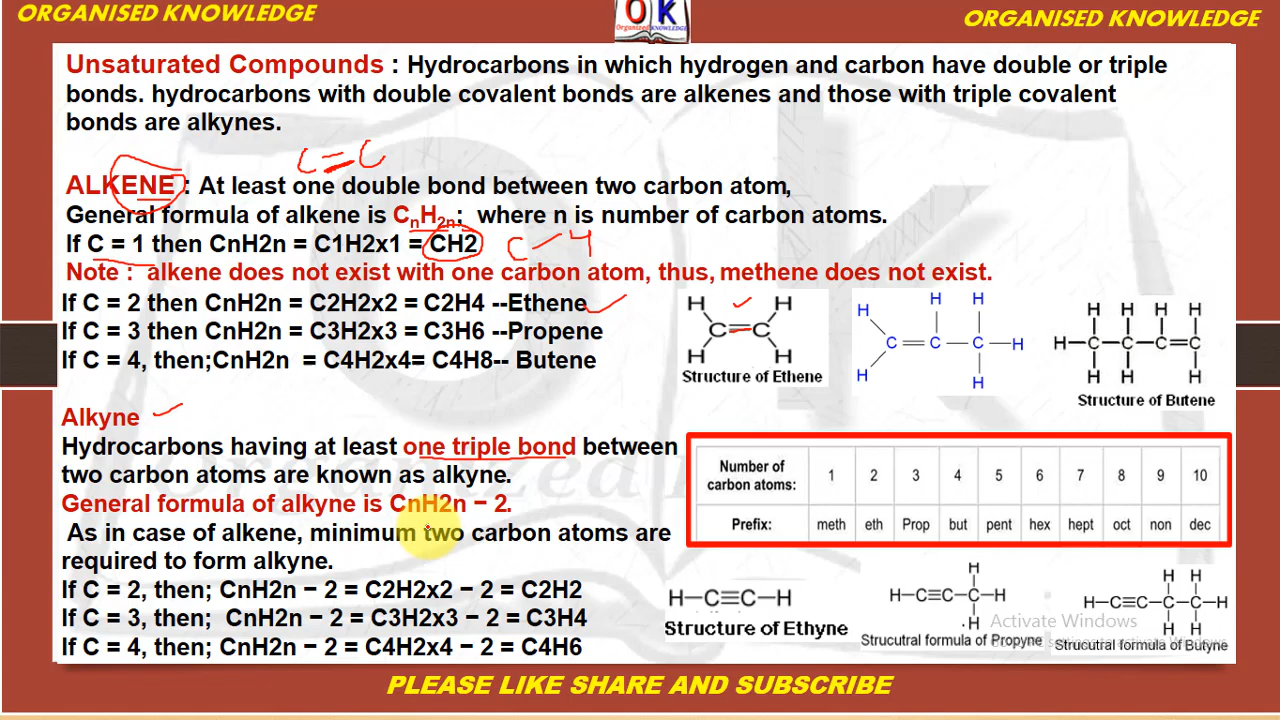 ORGANISED KNOWLEDGE
O K
Organized Knowledge
ORGANISED KNOWLEDGE
Unsaturated Compounds : Hydrocarbons in which hydrogen and carbon have double or triple
bonds. hydrocarbons with double covalent bonds are alkenes and those with triple covalent
bonds are alkynes.
C = C
ALKENE : At least one double bond between two carbon atom,
General formula of alkene is CnH2n; where n is number of carbon atoms.
If C = 1 then CnH2n = C1H2x1 = CH2 C – 4
Note : alkene does not exist with one carbon atom, thus, methene does not exist.
If C = 2 then CnH2n = C2H2x2 = C2H4 --Ethene
If C = 3 then CnH2n = C3H2x3 = C3H6 --Propene
If C = 4, then;CnH2n = C4H2x4= C4H8-- Butene
H H
C=C
H H
Structure of Ethene
H H H
C=C–C–H
H H
H H H H
H–C–C–C=C
H H H
Structure of Butene
Alkyne
Hydrocarbons having at least one triple bond between
two carbon atoms are known as alkyne.
General formula of alkyne is CnH2n − 2.
As in case of alkene, minimum two carbon atoms are
required to form alkyne.
If C = 2, then; CnH2n − 2 = C2H2x2 − 2 = C2H2
If C = 3, then; CnH2n − 2 = C3H2x3 − 2 = C3H4
If C = 4, then; CnH2n − 2 = C4H2x4 − 2 = C4H6
Number of carbon atoms: 1 2 3 4 5 6 7 8 9 10
Prefix: meth eth Prop but pent hex hept oct non dec
H–C≡C–H
Structure of Ethyne
H
H–C≡C–C–H
H
Strucutral formula of Propyne
H H
H–C≡C–C–C–H
H H
Strucutral formula of Butyne
Activate Windows
PLEASE LIKE SHARE AND SUBSCRIBE